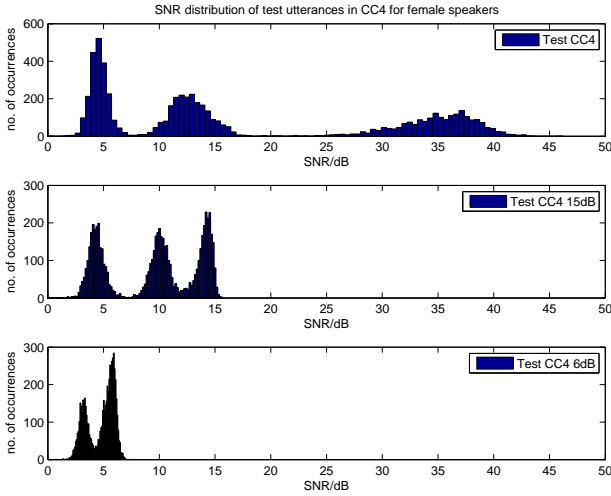 SNR distribution of test utterances in CC4 for female speakers
600
400
200
0
no. of occurrences
Test CC4
0 5 10 15 20 25 30 35 40 45 50
SNR/dB
300
200
100
0
no. of occurrences
Test CC4 15dB
0 5 10 15 20 25 30 35 40 45 50
SNR/dB
300
200
100
0
no. of occurrences
Test CC4 6dB
0 5 10 15 20 25 30 35 40 45 50
SNR/dB